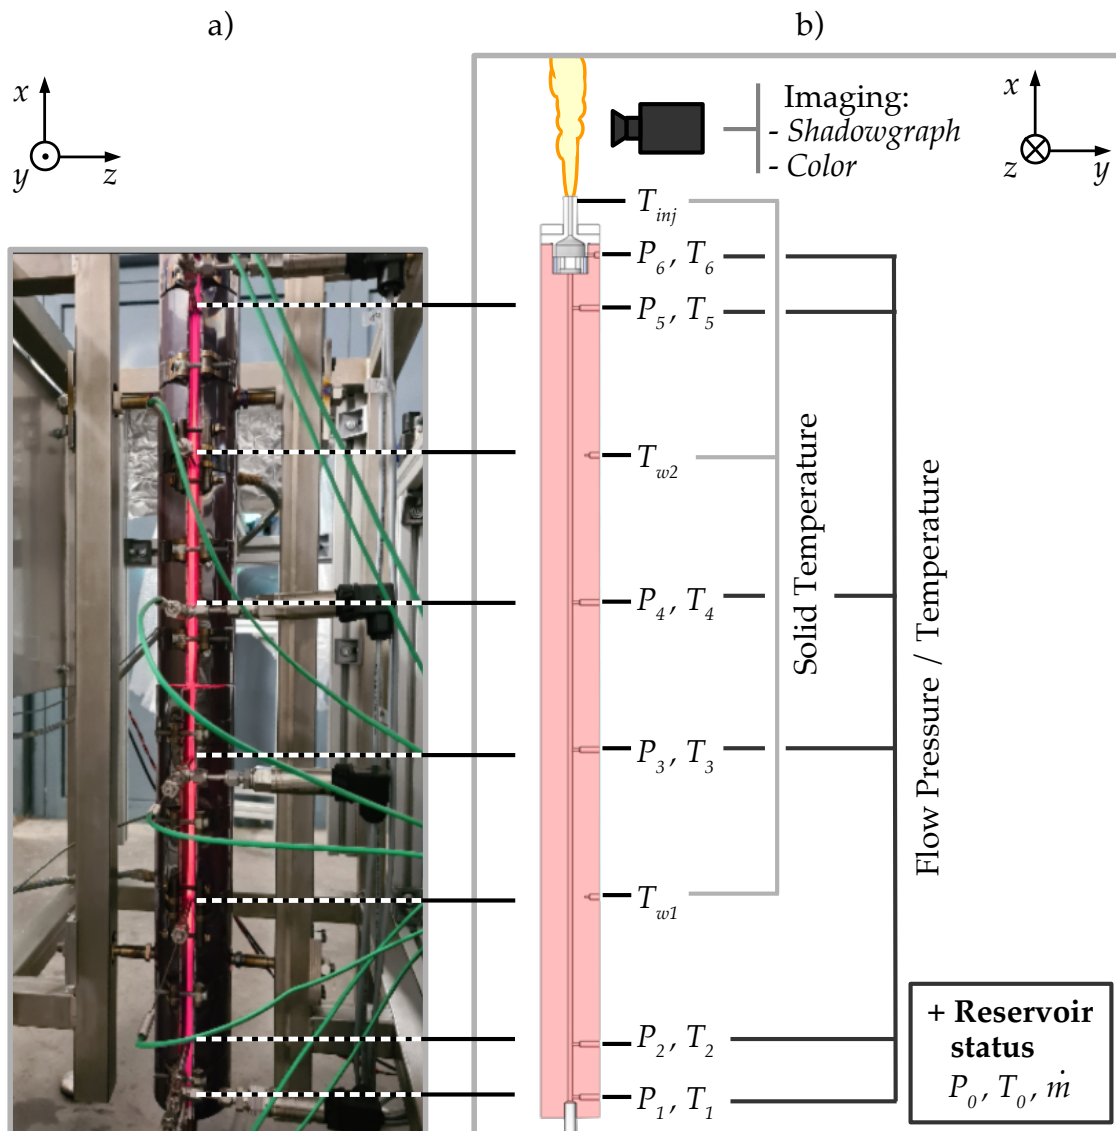 a)
b)
x
y
z
Imaging:
- Shadowgraph
- Color
x
z
y
T_inj
P_6, T_6
P_5, T_5
T_w2
P_4, T_4
P_3, T_3
T_w1
P_2, T_2
P_1, T_1
Solid Temperature
Flow Pressure / Temperature
+ Reservoir
status
P_0, T_0, ṁ